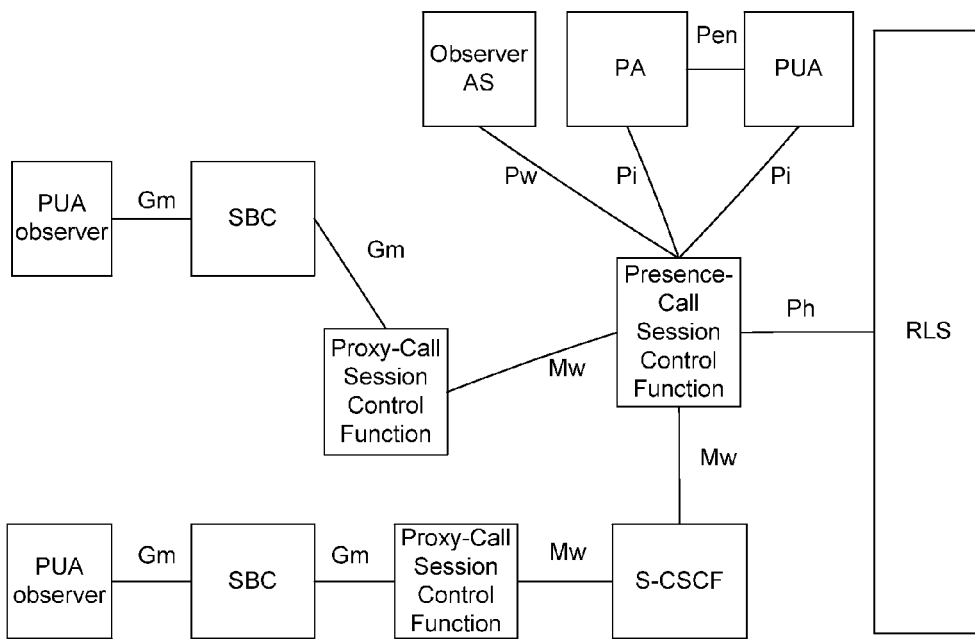 Observer
AS
PA
Pen
PUA
Pw
Pi
Pi
PUA
observer
Gm
SBC
Gm
Proxy-Call
Session
Control
Function
Mw
Presence-
Call
Session
Control
Function
Ph
RLS
Mw
PUA
observer
Gm
SBC
Gm
Proxy-Call
Session
Control
Function
Mw
S-CSCF